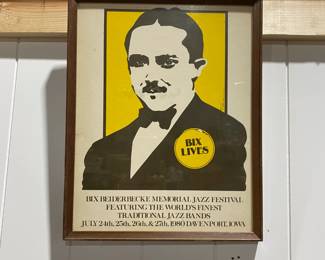 BIX
LIVES
BIX BEIDERBECKE MEMORIAL JAZZ FESTIVAL
FEATURING THE WORLD'S FINEST
TRADITIONAL JAZZ BANDS
JULY 24th, 25th, 26th, & 27th, 1980 DAVENPORT, IOWA